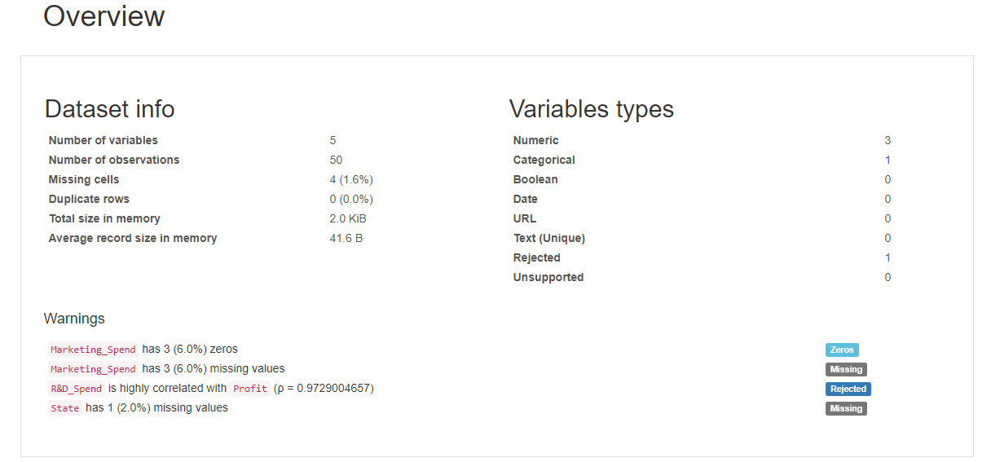 Overview
Dataset info
Number of variables 5
Number of observations 50
Missing cells 4 (1.6%)
Duplicate rows 0 (0.0%)
Total size in memory 2.0 KiB
Average record size in memory 41.6 B
Variables types
Numeric 3
Categorical 1
Boolean 0
Date 0
URL 0
Text (Unique) 0
Rejected 1
Unsupported 0
Warnings
Marketing_Spend has 3 (6.0%) zeros Zeros
Marketing_Spend has 3 (6.0%) missing values Missing
R&D_Spend is highly correlated with Profit (ρ = 0.9729004657) Rejected
State has 1 (2.0%) missing values Missing